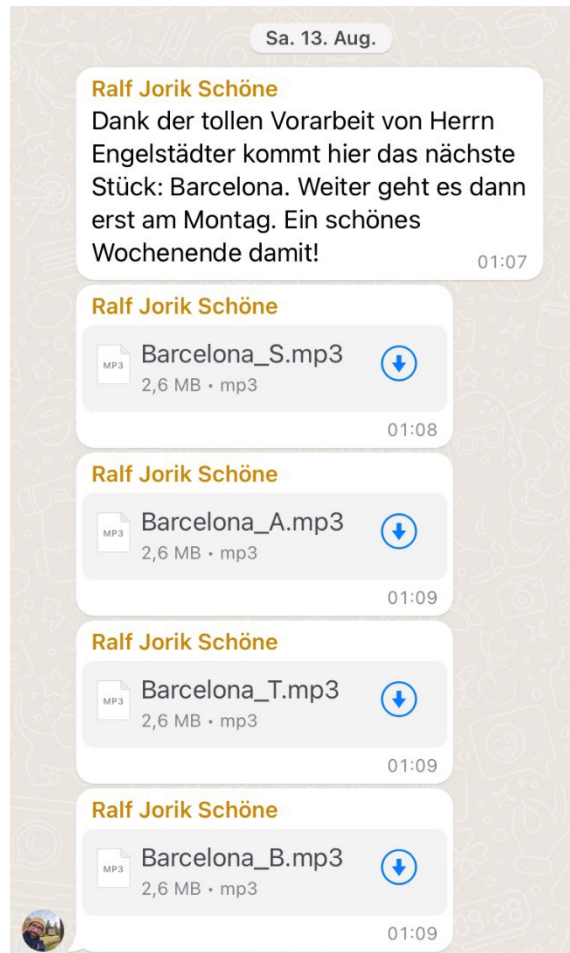 Sa. 13. Aug.
Ralf Jorik Schöne
Dank der tollen Vorarbeit von Herrn
Engelstädter kommt hier das nächste
Stück: Barcelona. Weiter geht es dann
erst am Montag. Ein schönes
Wochenende damit!
01:07
Ralf Jorik Schöne
MP3
Barcelona_S.mp3
2,6 MB • mp3
01:08
Ralf Jorik Schöne
MP3
Barcelona_A.mp3
2,6 MB • mp3
01:09
Ralf Jorik Schöne
MP3
Barcelona_T.mp3
2,6 MB • mp3
01:09
Ralf Jorik Schöne
MP3
Barcelona_B.mp3
2,6 MB • mp3
01:09